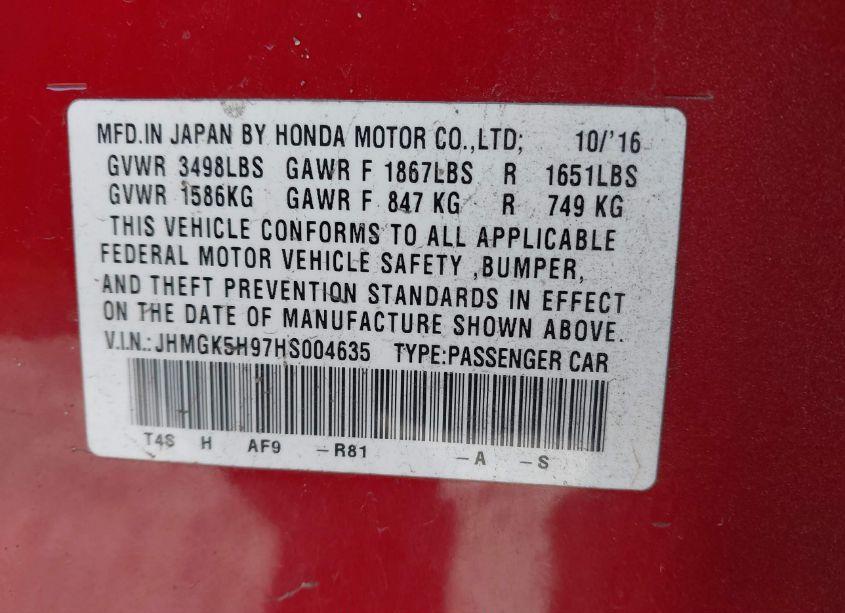 MFD.IN JAPAN BY HONDA MOTOR CO.,LTD; 10/'16
GVWR 3498LBS GAWR F 1867LBS R 1651LBS
GVWR 1586KG GAWR F 847 KG R 749 KG
THIS VEHICLE CONFORMS TO ALL APPLICABLE
FEDERAL MOTOR VEHICLE SAFETY ,BUMPER,
AND THEFT PREVENTION STANDARDS IN EFFECT
ON THE DATE OF MANUFACTURE SHOWN ABOVE.
V.I.N.:JHMGK5H97HS004635 TYPE:PASSENGER CAR
T4S H AF9 –R81 –A –S